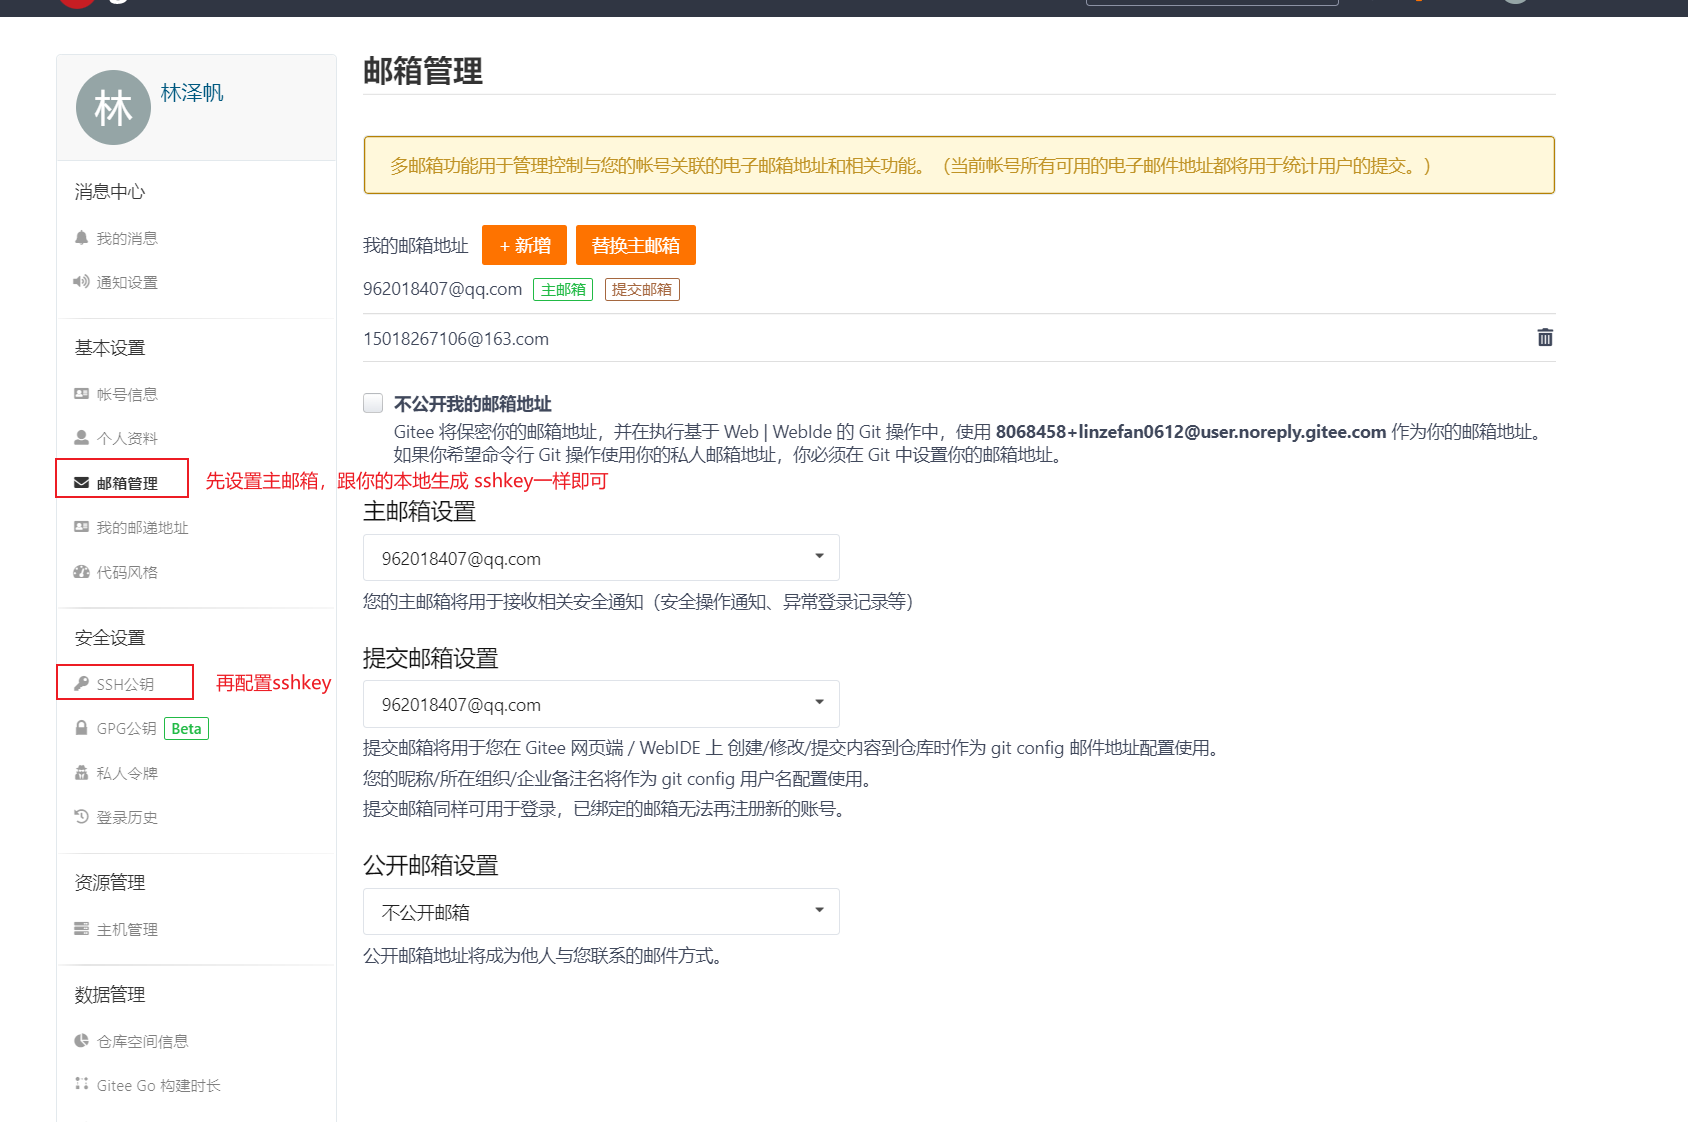 林
林泽帆
消息中心
我的消息
通知设置
基本设置
帐号信息
个人资料
邮箱管理
先设置主邮箱，跟你的本地生成 sshkey一样即可
我的邮递地址
代码风格
安全设置
SSH公钥
再配置sshkey
GPG公钥 Beta
私人令牌
登录历史
资源管理
主机管理
数据管理
仓库空间信息
Gitee Go 构建时长
邮箱管理
多邮箱功能用于管理控制与您的帐号关联的电子邮箱地址和相关功能。（当前帐号所有可用的电子邮件地址都将用于统计用户的提交。）
我的邮箱地址 + 新增 替换主邮箱
962018407@qq.com 主邮箱 提交邮箱
15018267106@163.com
不公开我的邮箱地址
Gitee 将保密你的邮箱地址，并在执行基于 Web | WebIde 的 Git 操作中，使用 8068458+linzefan0612@user.noreply.gitee.com 作为你的邮箱地址。
如果你希望命令行 Git 操作使用你的私人邮箱地址，你必须在 Git 中设置你的邮箱地址。
主邮箱设置
962018407@qq.com
您的主邮箱将用于接收相关安全通知（安全操作通知、异常登录记录等）
提交邮箱设置
962018407@qq.com
提交邮箱将用于您在 Gitee 网页端 / WebIDE 上 创建/修改/提交内容到仓库时作为 git config 邮件地址配置使用。
您的昵称/所在组织/企业备注名将作为 git config 用户名配置使用。
提交邮箱同样可用于登录，已绑定的邮箱无法再注册新的账号。
公开邮箱设置
不公开邮箱
公开邮箱地址将成为他人与您联系的邮件方式。